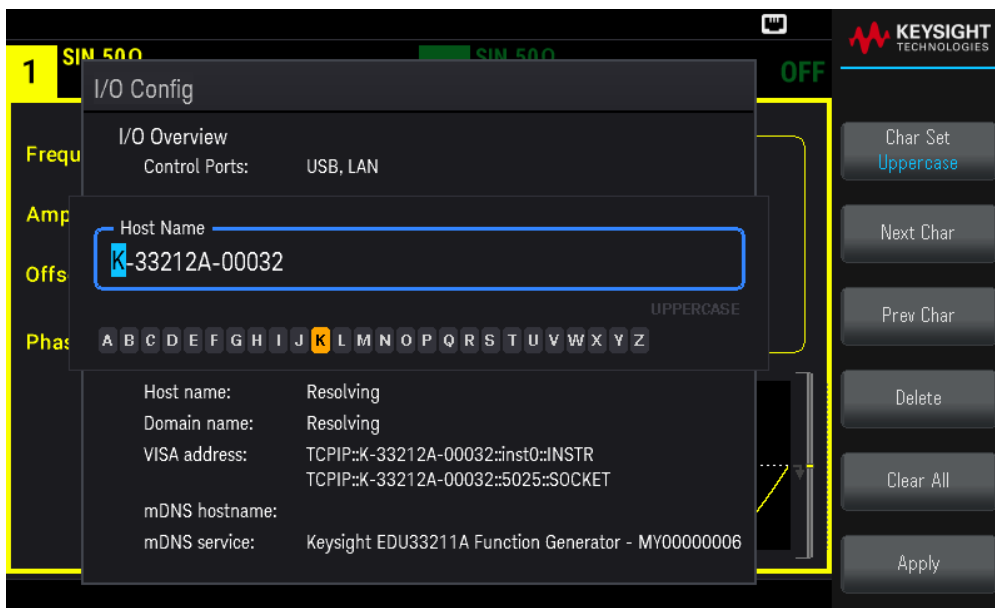 KEYSIGHT
TECHNOLOGIES
1
SIN 50Ω
SIN 50Ω
OFF
I/O Config
I/O Overview
Control Ports: USB, LAN
Frequ
Amp
Offs
Phas
Host Name
K-33212A-00032
UPPERCASE
A B C D E F G H I J K L M N O P Q R S T U V W X Y Z
Host name: Resolving
Domain name: Resolving
VISA address: TCPIP::K-33212A-00032::inst0::INSTR
TCPIP::K-33212A-00032::5025::SOCKET
mDNS hostname:
mDNS service: Keysight EDU33211A Function Generator - MY00000006
Char Set
Uppercase
Next Char
Prev Char
Delete
Clear All
Apply